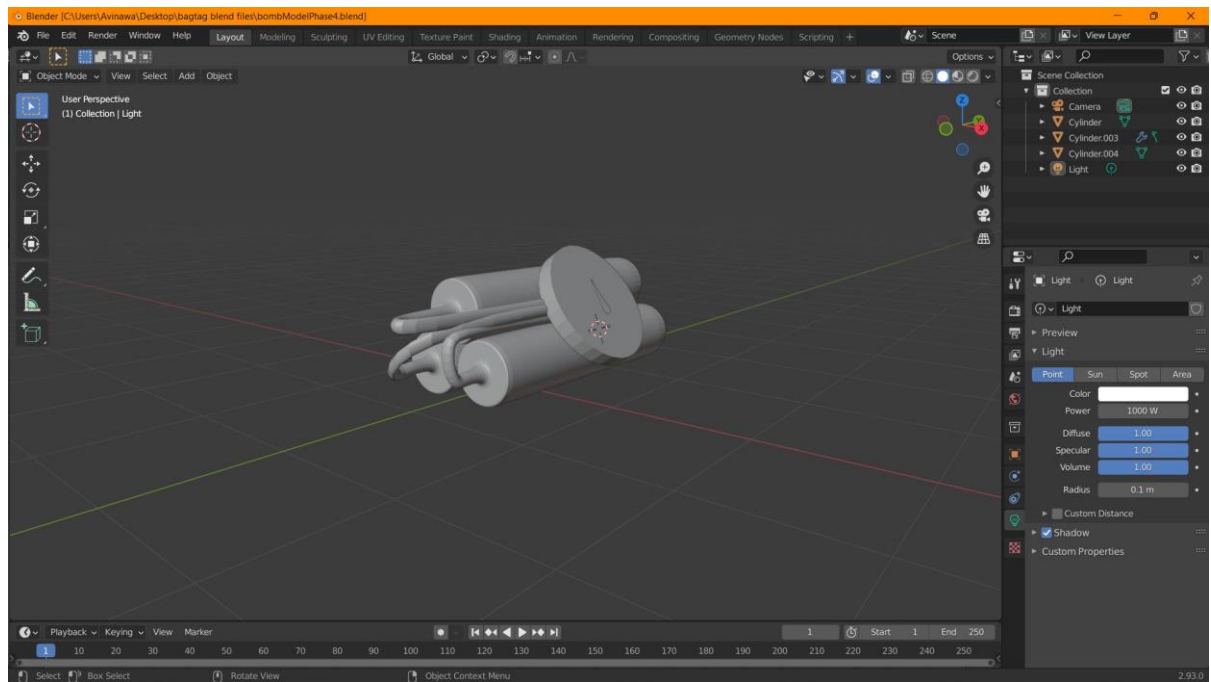 Blender [C:\Users\Avinawa\Desktop\bagtag blend files\bombModelPhase4.blend]
File Edit Render Window Help Layout Modeling Sculpting UV Editing Texture Paint Shading Animation Rendering Compositing Geometry Nodes Scripting + Scene View Layer
Global Options
Object Mode View Select Add Object
User Perspective
(1) Collection | Light
Z
Y
X
Scene Collection
Collection
Camera
Cylinder
Cylinder.003
Cylinder.004
Light
Light Light
Light
Preview
Light
Point Sun Spot Area
Color
Power 1000 W
Diffuse 1.00
Specular 1.00
Volume 1.00
Radius 0.1 m
Custom Distance
Shadow
Custom Properties
Playback Keying View Marker 1 Start 1 End 250
1 10 20 30 40 50 60 70 80 90 100 110 120 130 140 150 160 170 180 190 200 210 220 230 240 250
Select Box Select Rotate View Object Context Menu 2.93.0